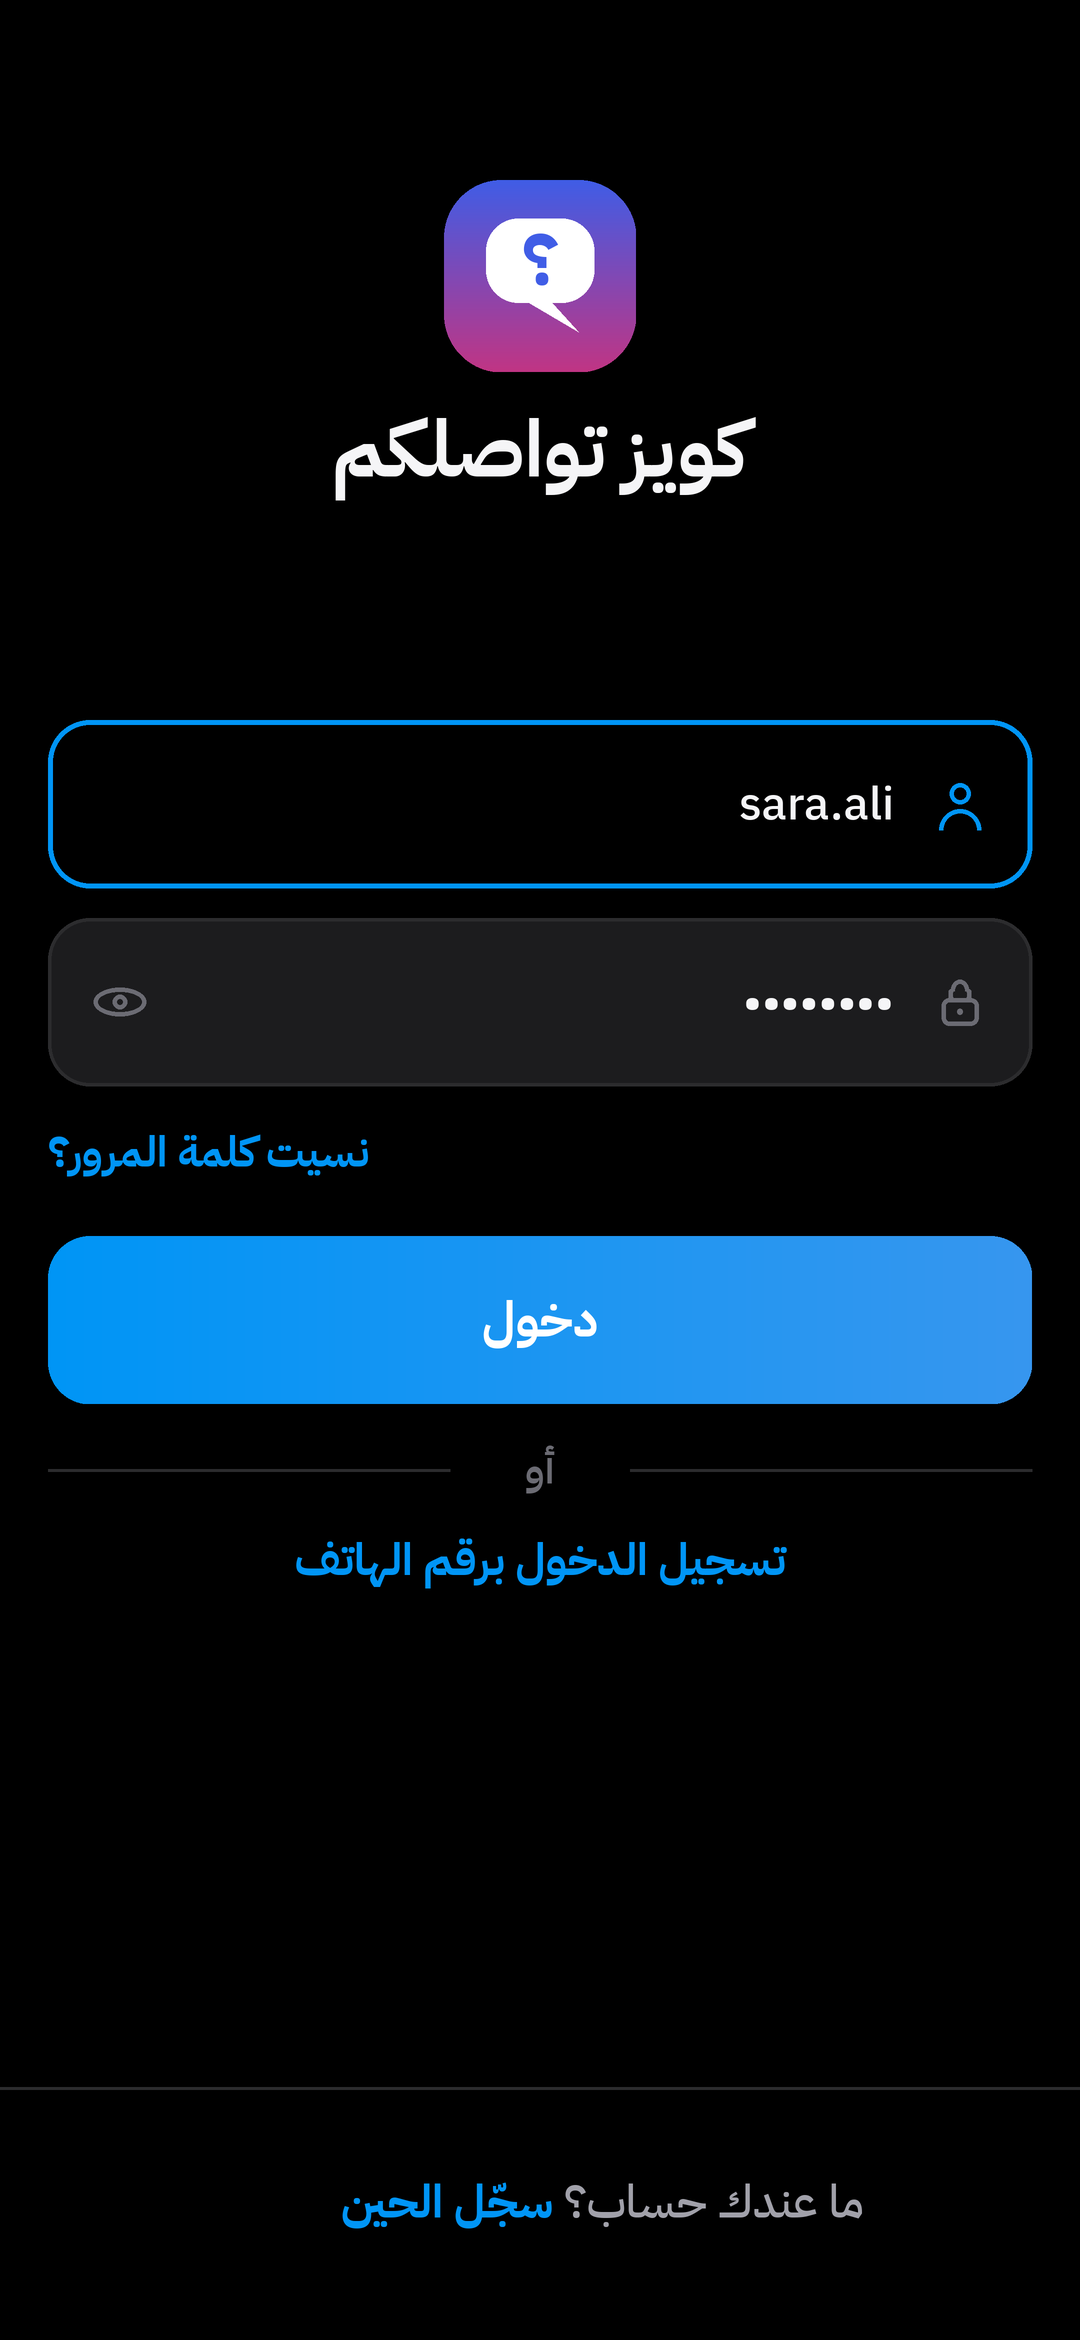 ؟
كويز تواصلكم
sara.ali
••••••••
نسيت كلمة المرور؟
دخول
أو
تسجيل الدخول برقم الهاتف
ما عندك حساب؟ سجّل الحين